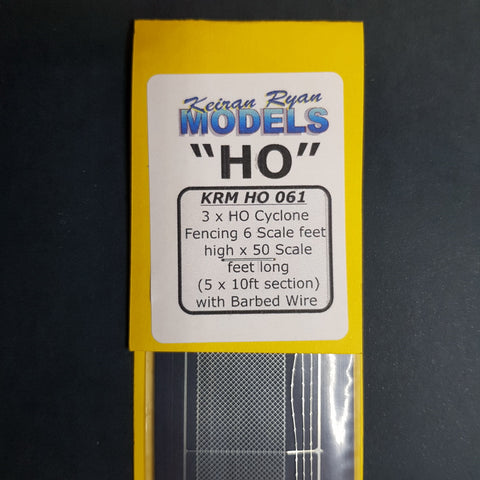 Keiran Ryan
MODELS
"HO"
KRM HO 061
3 x HO Cyclone
Fencing 6 Scale feet
high x 50 Scale
feet long
(5 x 10ft section)
with Barbed Wire